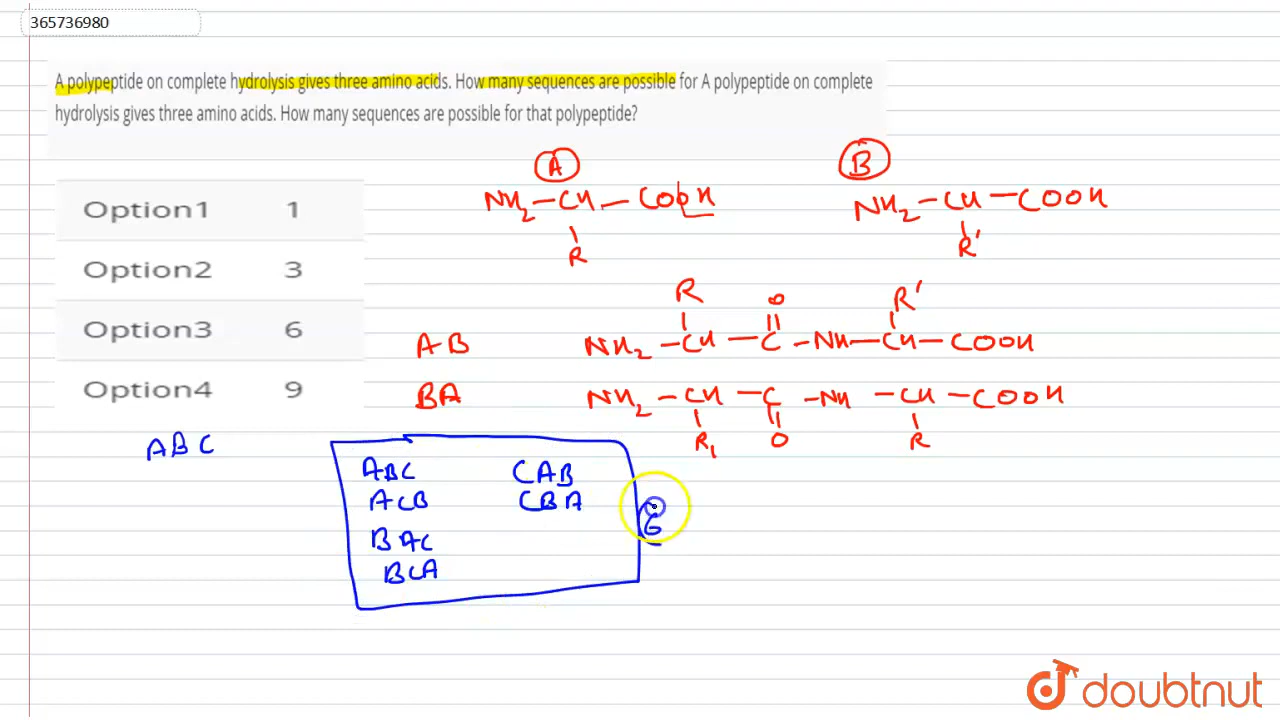 365736980
A polypeptide on complete hydrolysis gives three amino acids. How many sequences are possible for A polypeptide on complete
hydrolysis gives three amino acids. How many sequences are possible for that polypeptide?
A B
NH2-CH-COOH NH2-CH-COOH
R R'
Option1 1
Option2 3
Option3 6
Option4 9
R O R'
AB NH2-CH-C-NH-CH-COOH
BA NH2-CH-C-NH-CH-COOH
R1 O R
ABC
ABC CAB
ACB CBA
BAC
BCA
6
doubtnut